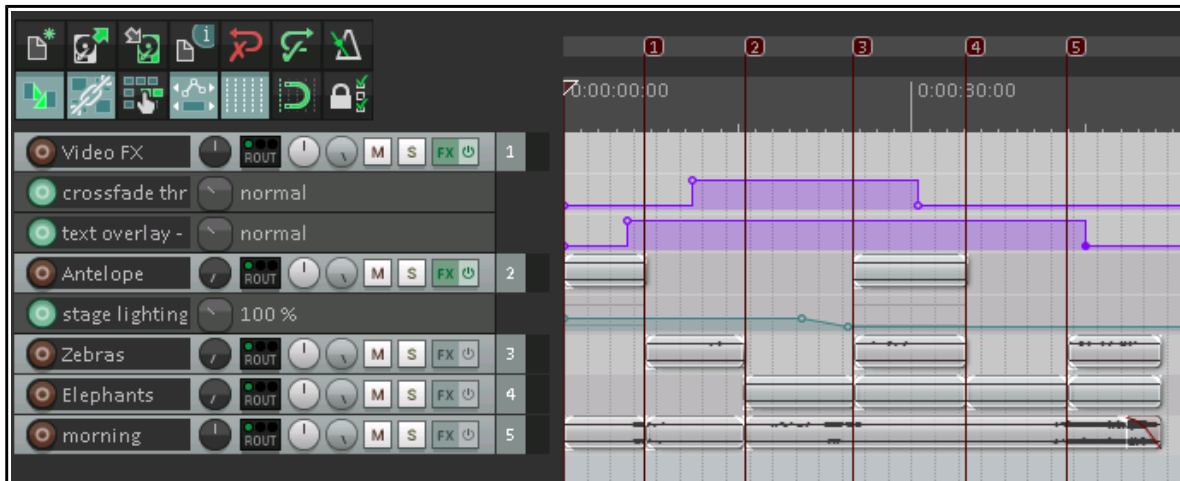 1 2 3 4 5
0:00:00:00 0:00:30:00
Video FX ROUT M S FX 1
crossfade thr normal
text overlay - normal
Antelope ROUT M S FX 2
stage lighting 100 %
Zebras ROUT M S FX 3
Elephants ROUT M S FX 4
morning ROUT M S FX 5